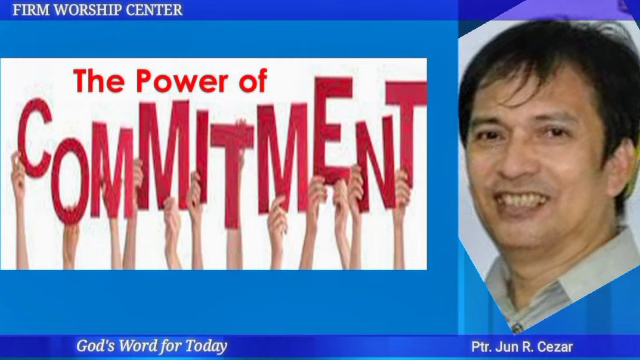 FIRM WORSHIP CENTER
The Power of
COMMITMENT
God's Word for Today
Ptr. Jun R. Cezar